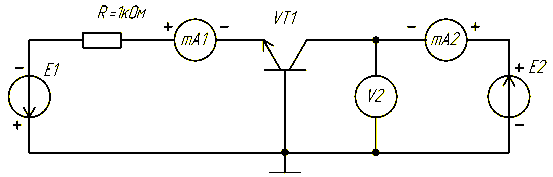 R=1кОм
VT1
+ mA1 -
- mA2 +
- E1 +
V2
+ E2 -